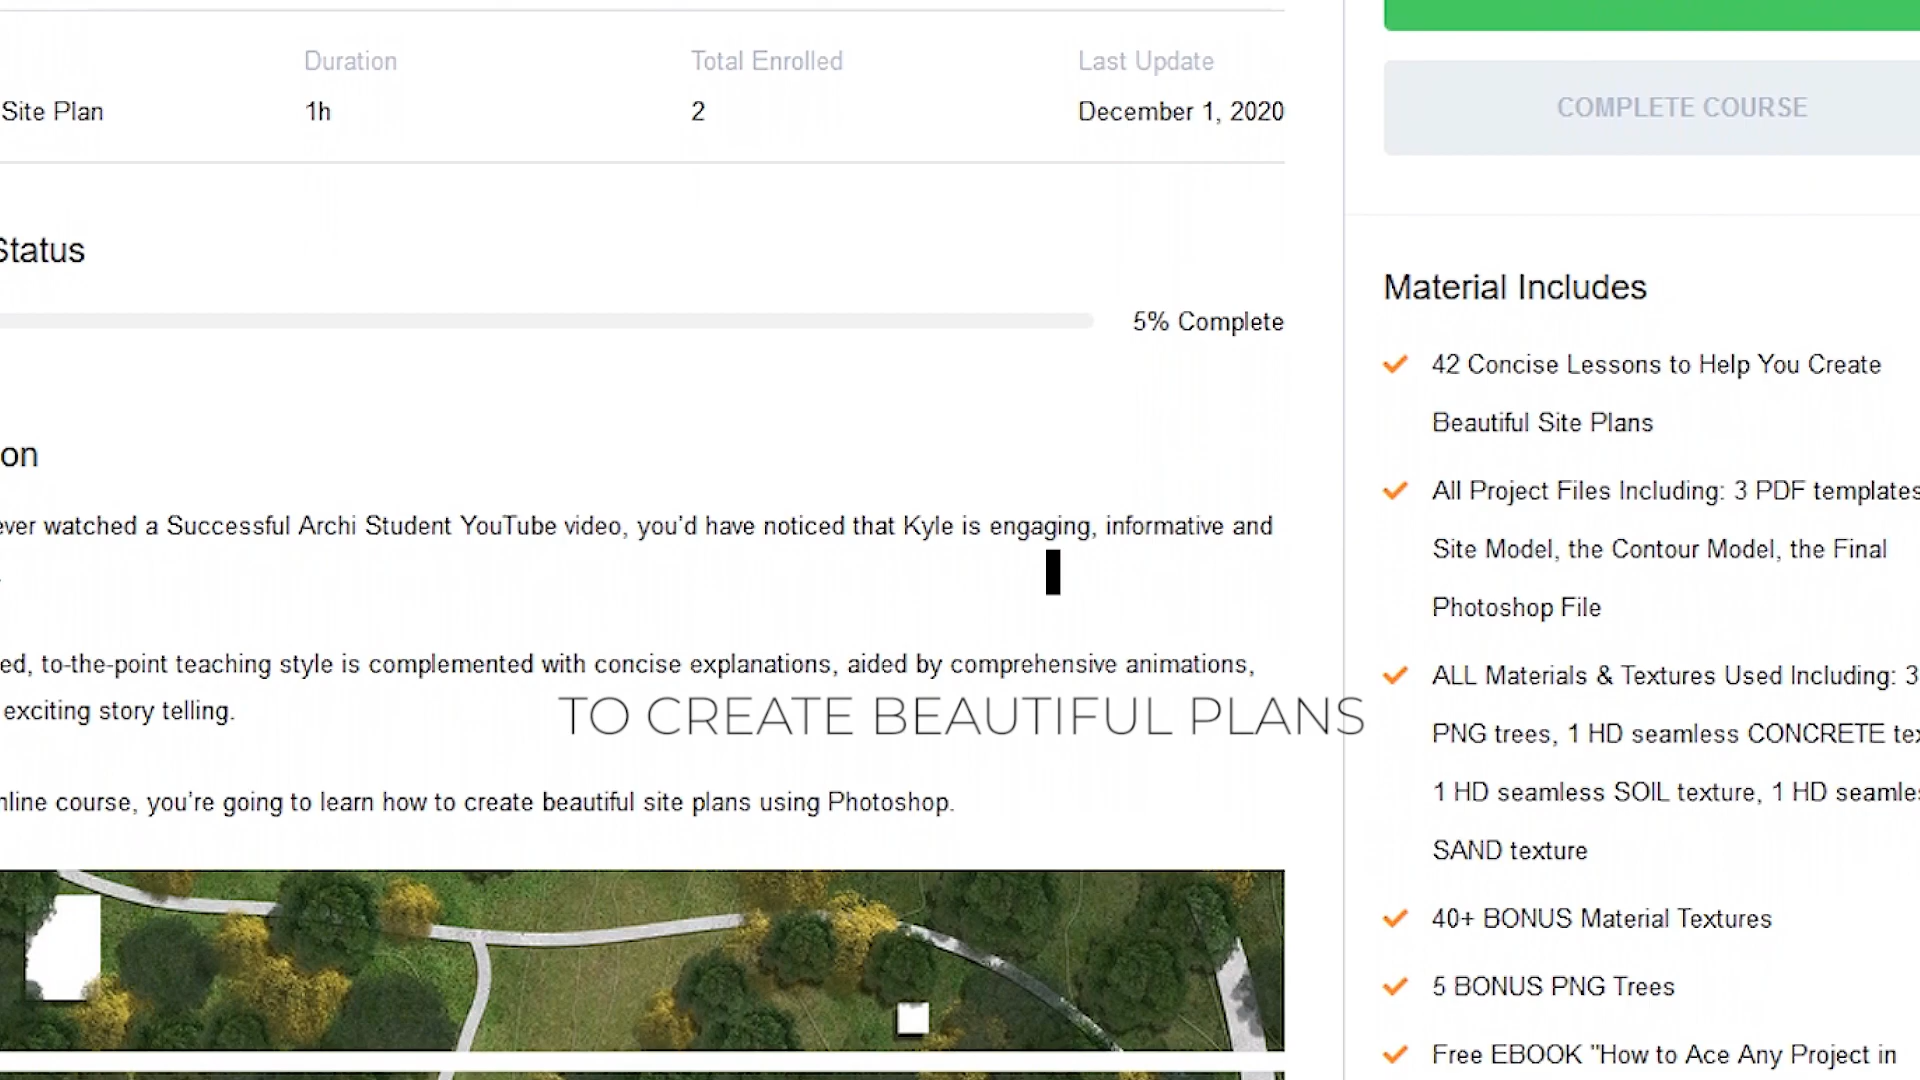 Duration
Total Enrolled
Last Update
Site Plan
1h
2
December 1, 2020
Status
5% Complete
on
ever watched a Successful Archi Student YouTube video, you'd have noticed that Kyle is engaging, informative and
ed, to-the-point teaching style is complemented with concise explanations, aided by comprehensive animations,
exciting story telling.
TO CREATE BEAUTIFUL PLANS
nline course, you're going to learn how to create beautiful site plans using Photoshop.
COMPLETE COURSE
Material Includes
42 Concise Lessons to Help You Create
Beautiful Site Plans
All Project Files Including: 3 PDF templates
Site Model, the Contour Model, the Final
Photoshop File
ALL Materials & Textures Used Including: 3
PNG trees, 1 HD seamless CONCRETE tex
1 HD seamless SOIL texture, 1 HD seamles
SAND texture
40+ BONUS Material Textures
5 BONUS PNG Trees
Free EBOOK "How to Ace Any Project in